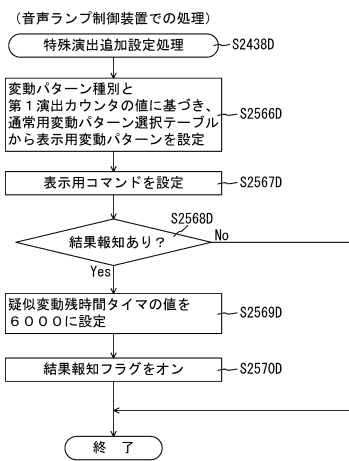 （音声ランプ制御装置での処理）
特殊演出追加設定処理
S2438D
変動パターン種別と
第１演出カウンタの値に基づき、
通常用変動パターン選択テーブル
から表示用変動パターンを設定
S2566D
表示用コマンドを設定
S2567D
S2568D
結果報知あり？
No
Yes
疑似変動残時間タイマの値を
６０００に設定
S2569D
結果報知フラグをオン
S2570D
終　了